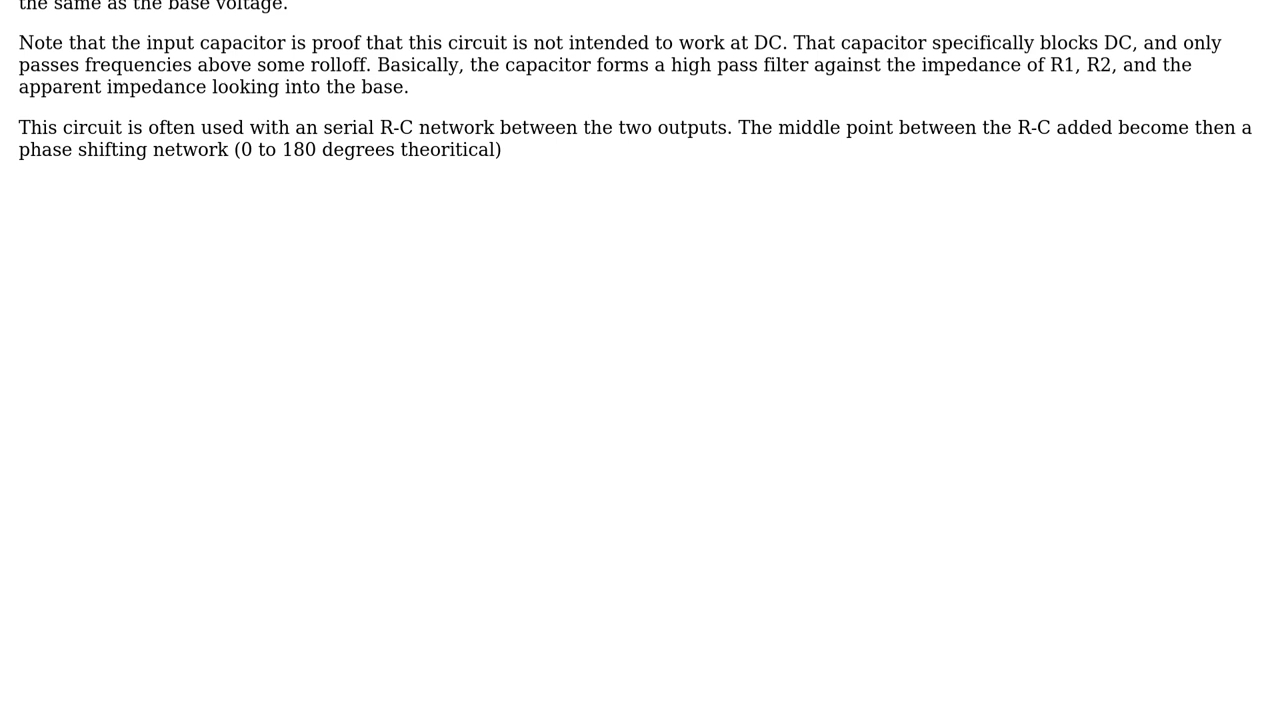 the same as the base voltage.
Note that the input capacitor is proof that this circuit is not intended to work at DC. That capacitor specifically blocks DC, and only
passes frequencies above some rolloff. Basically, the capacitor forms a high pass filter against the impedance of R1, R2, and the
apparent impedance looking into the base.
This circuit is often used with an serial R-C network between the two outputs. The middle point between the R-C added become then a
phase shifting network (0 to 180 degrees theoritical)